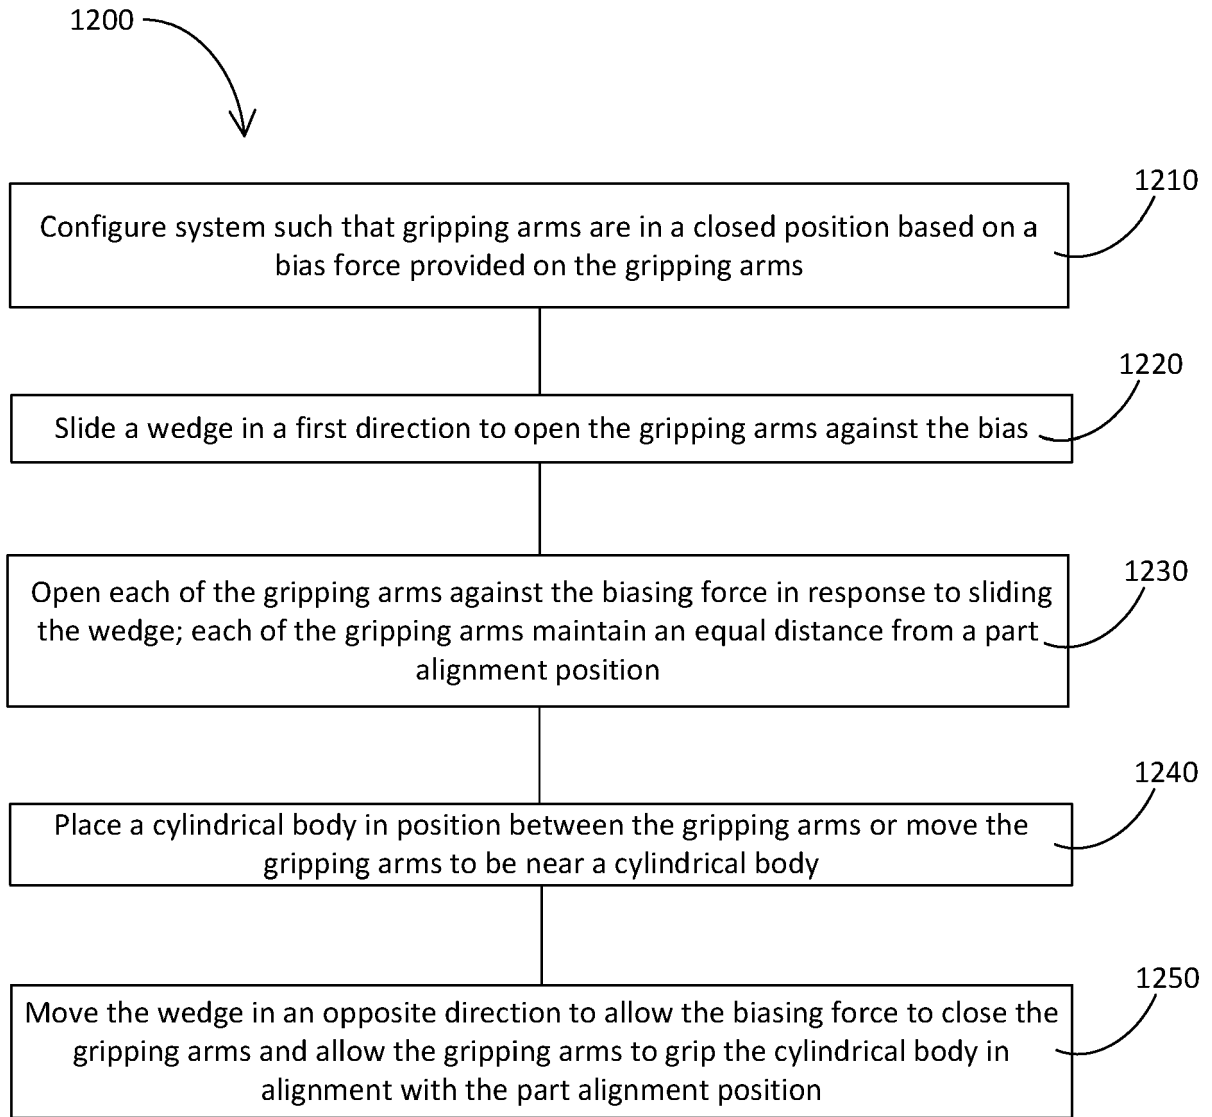 1200
1210
Configure system such that gripping arms are in a closed position based on a
bias force provided on the gripping arms
1220
Slide a wedge in a first direction to open the gripping arms against the bias
1230
Open each of the gripping arms against the biasing force in response to sliding
the wedge; each of the gripping arms maintain an equal distance from a part
alignment position
1240
Place a cylindrical body in position between the gripping arms or move the
gripping arms to be near a cylindrical body
1250
Move the wedge in an opposite direction to allow the biasing force to close the
gripping arms and allow the gripping arms to grip the cylindrical body in
alignment with the part alignment position